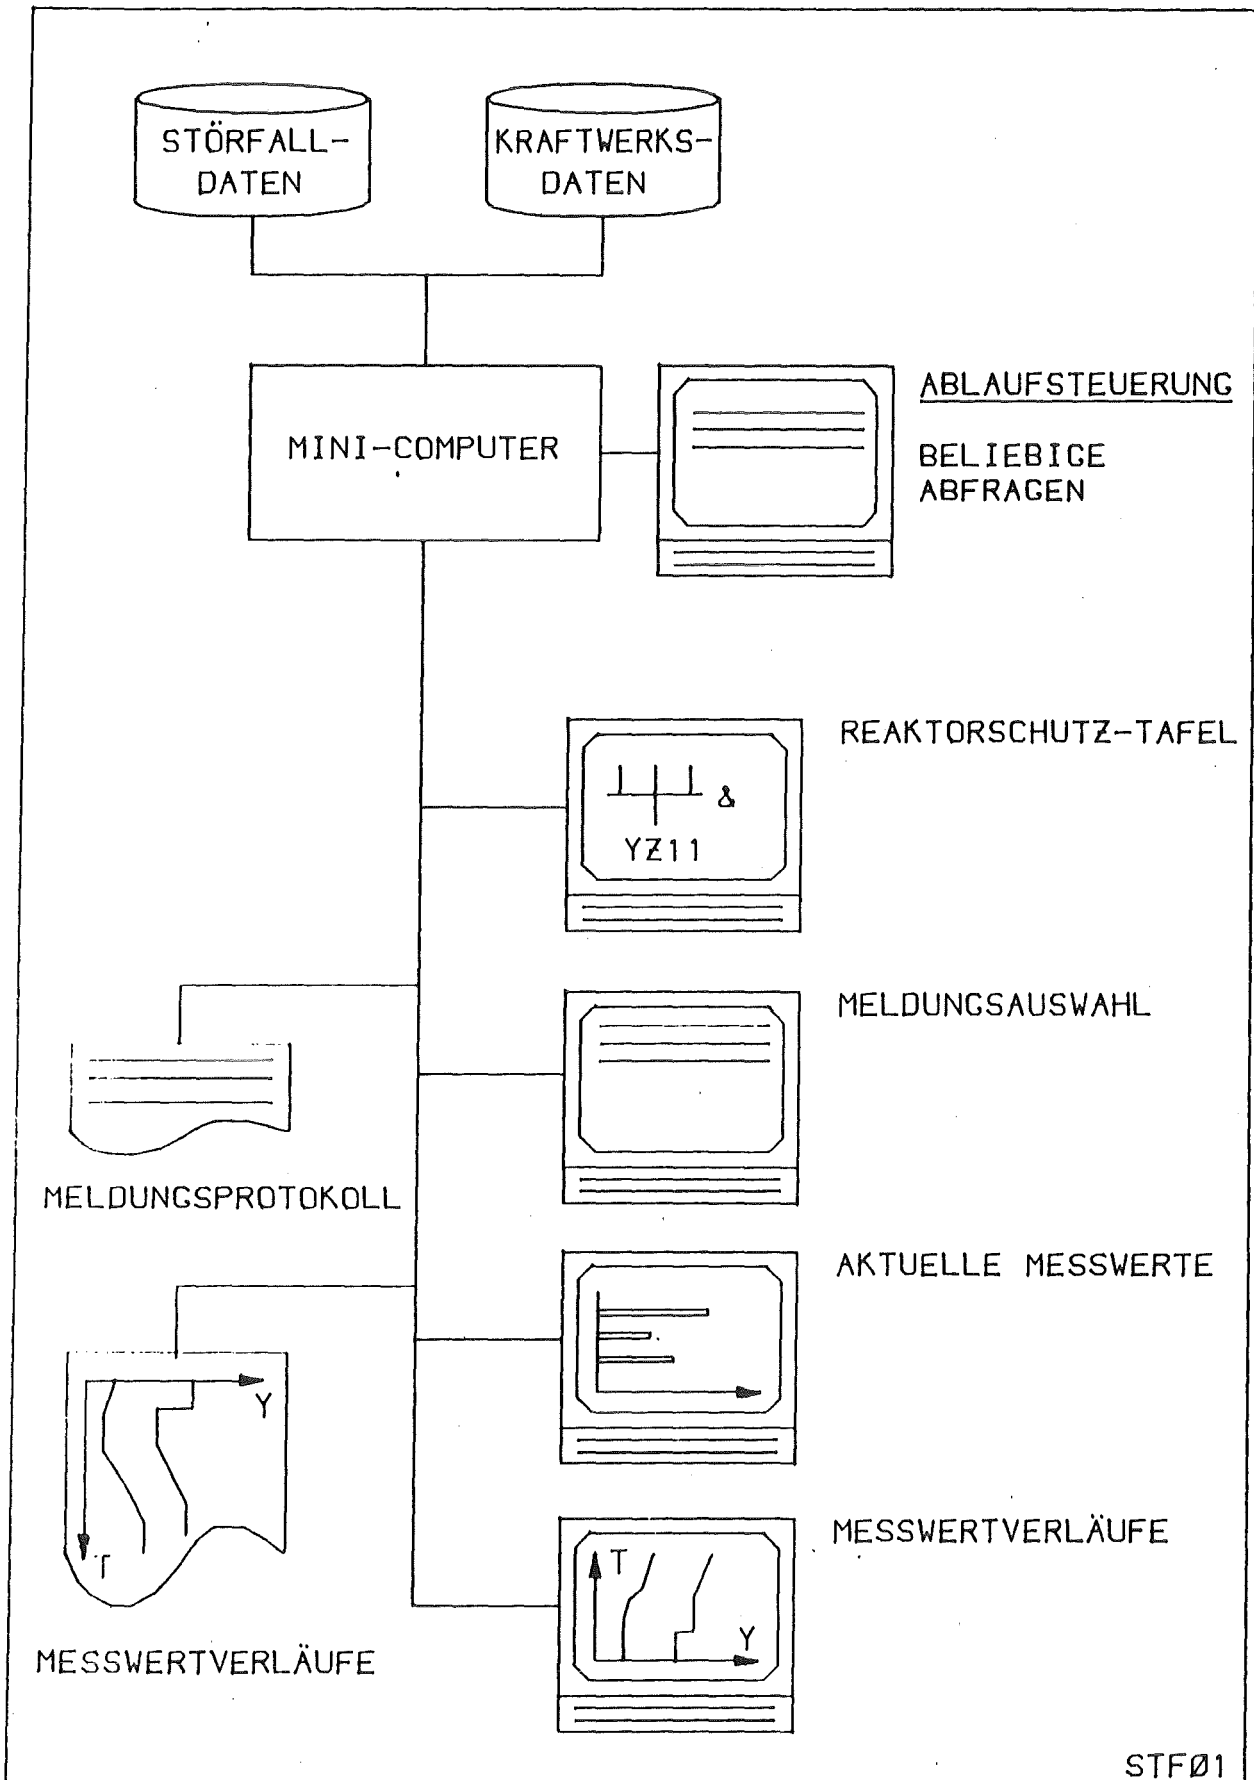 STÖRFALL-
DATEN
KRAFTWERKS-
DATEN
MINI-COMPUTER
ABLAUFSTEUERUNG
BELIEBIGE
ABFRAGEN
REAKTORSCHUTZ-TAFEL
&
YZ11
MELDUNGSAUSWAHL
MELDUNGSPROTOKOLL
AKTUELLE MESSWERTE
Y
T
MESSWERTVERLÄUFE
MESSWERTVERLÄUFE
T
Y
STFØ1